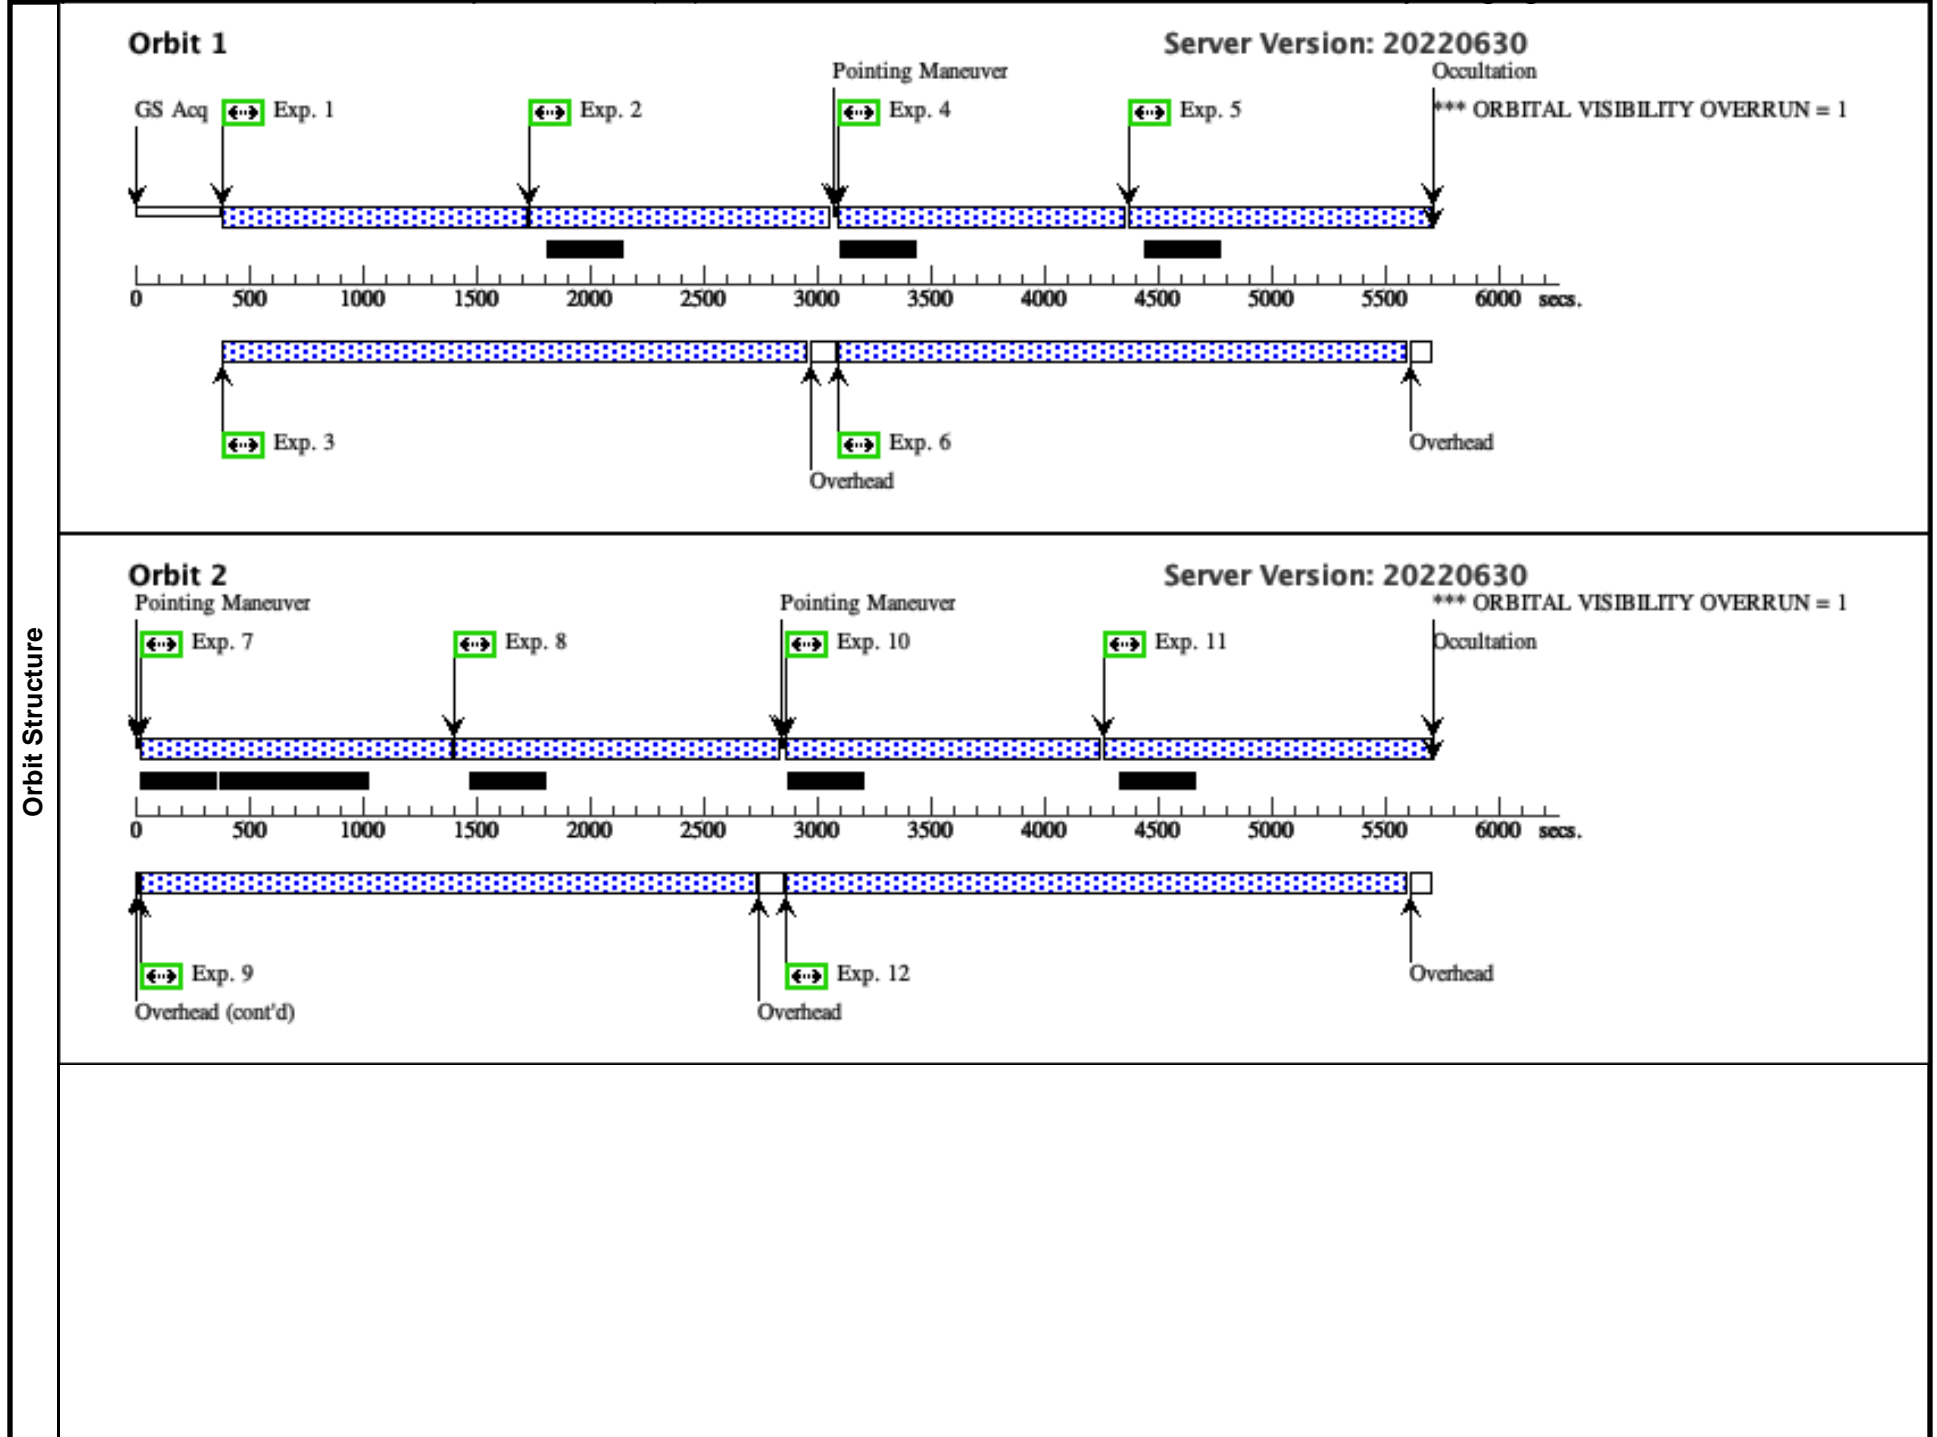 Orbit Structure
Orbit 1
Server Version: 20220630
Pointing Maneuver
Occultation
GS Acq
Exp. 1
Exp. 2
Exp. 4
Exp. 5
*** ORBITAL VISIBILITY OVERRUN = 1
0 500 1000 1500 2000 2500 3000 3500 4000 4500 5000 5500 6000 secs.
Exp. 3
Exp. 6
Overhead
Overhead
Orbit 2
Server Version: 20220630
Pointing Maneuver
Pointing Maneuver
*** ORBITAL VISIBILITY OVERRUN = 1
Exp. 7
Exp. 8
Exp. 10
Exp. 11
Occultation
0 500 1000 1500 2000 2500 3000 3500 4000 4500 5000 5500 6000 secs.
Exp. 9
Exp. 12
Overhead
Overhead (cont'd)
Overhead